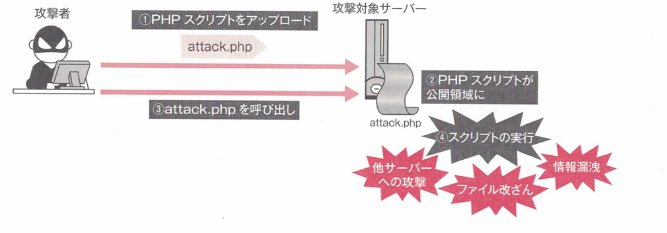 攻撃者
①PHP スクリプトをアップロード
attack.php
攻撃対象サーバー
②PHP スクリプトが
公開領域に
③attack.phpを呼び出し
attack.php
④スクリプトの実行
他サーバー
への攻撃
ファイル改ざん
情報漏洩